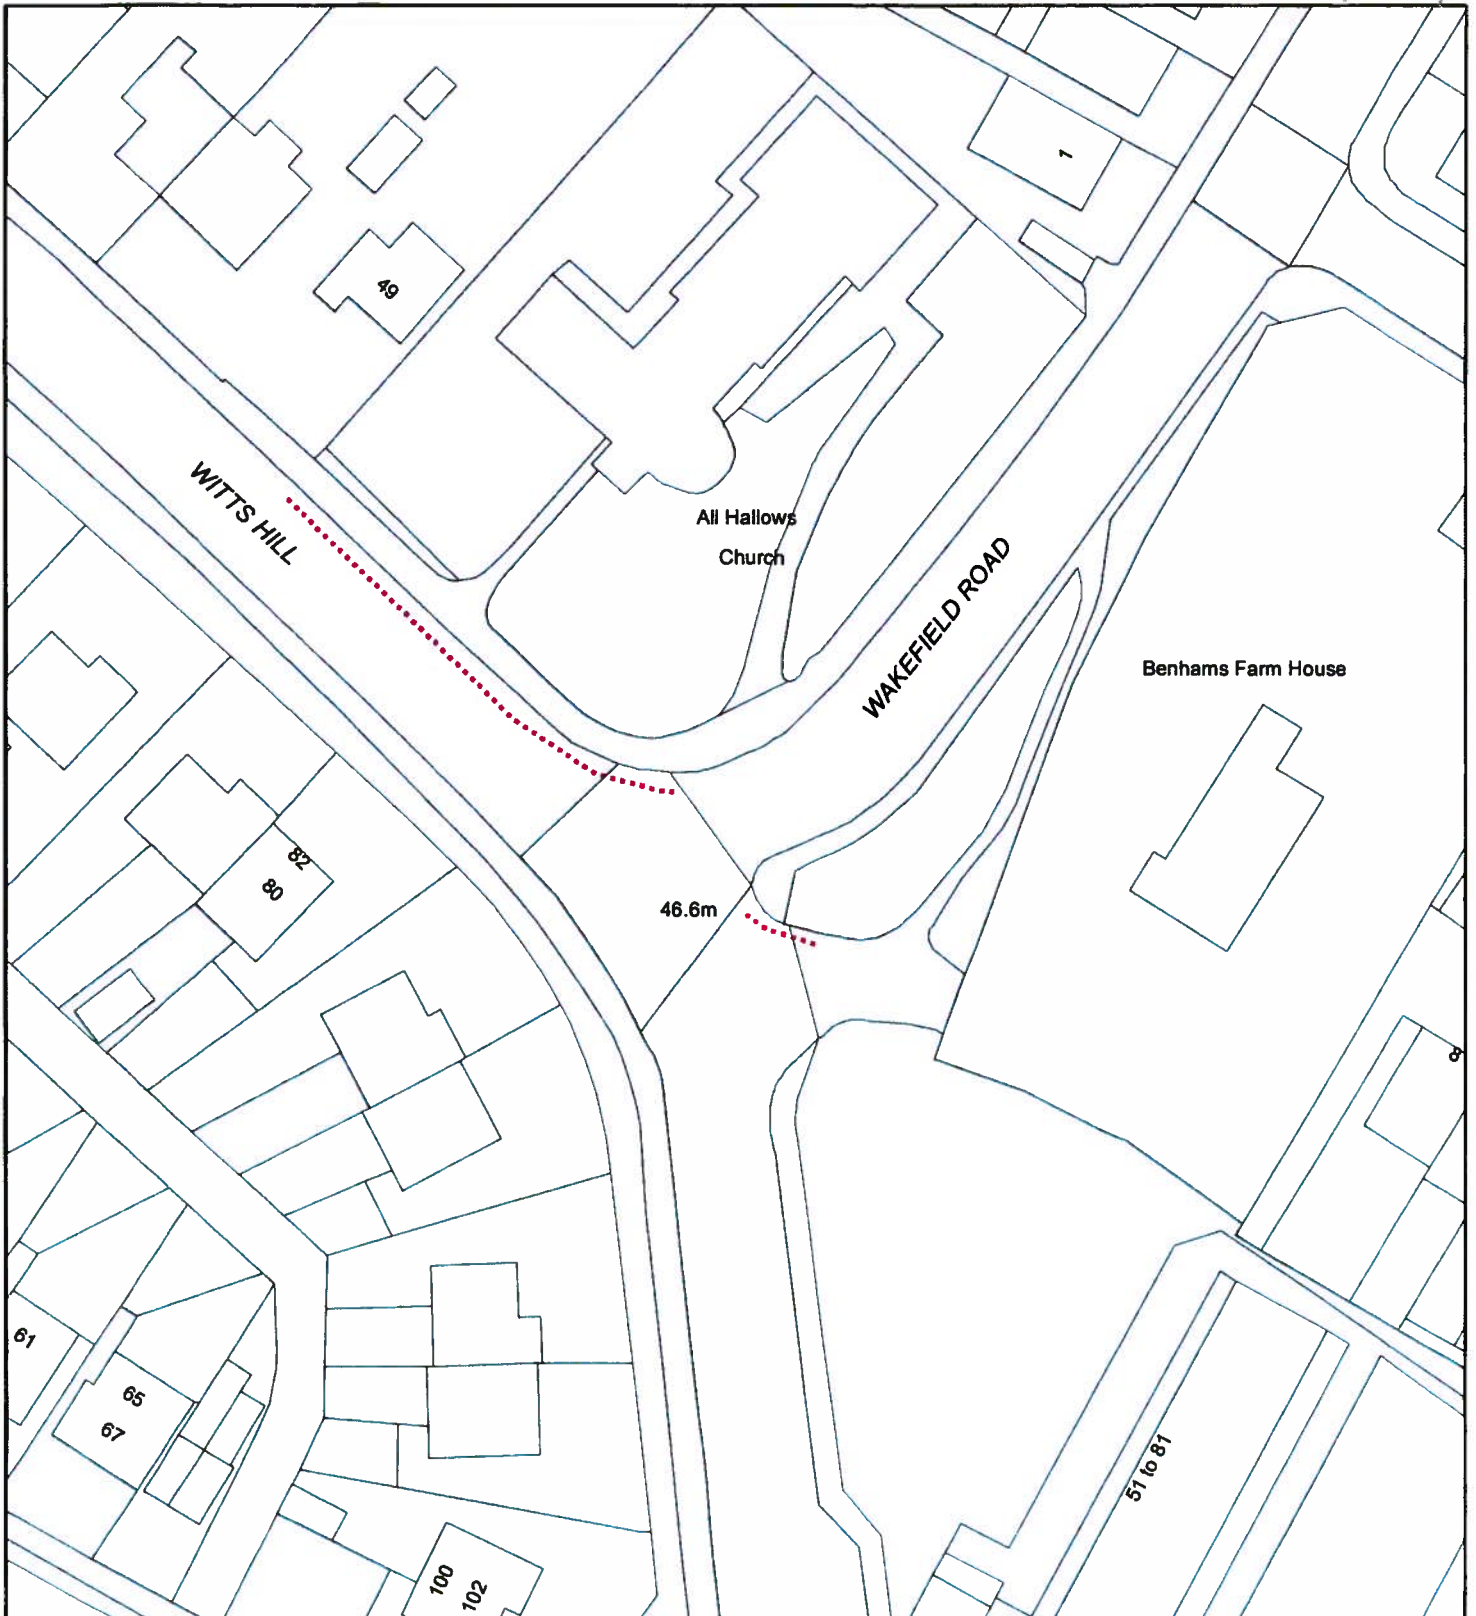 1
49
WITTS HILL
All Hallows
Church
WAKEFIELD ROAD
Benhams Farm House
82
80
46.6m
8
61
65
67
51 to 81
100
102